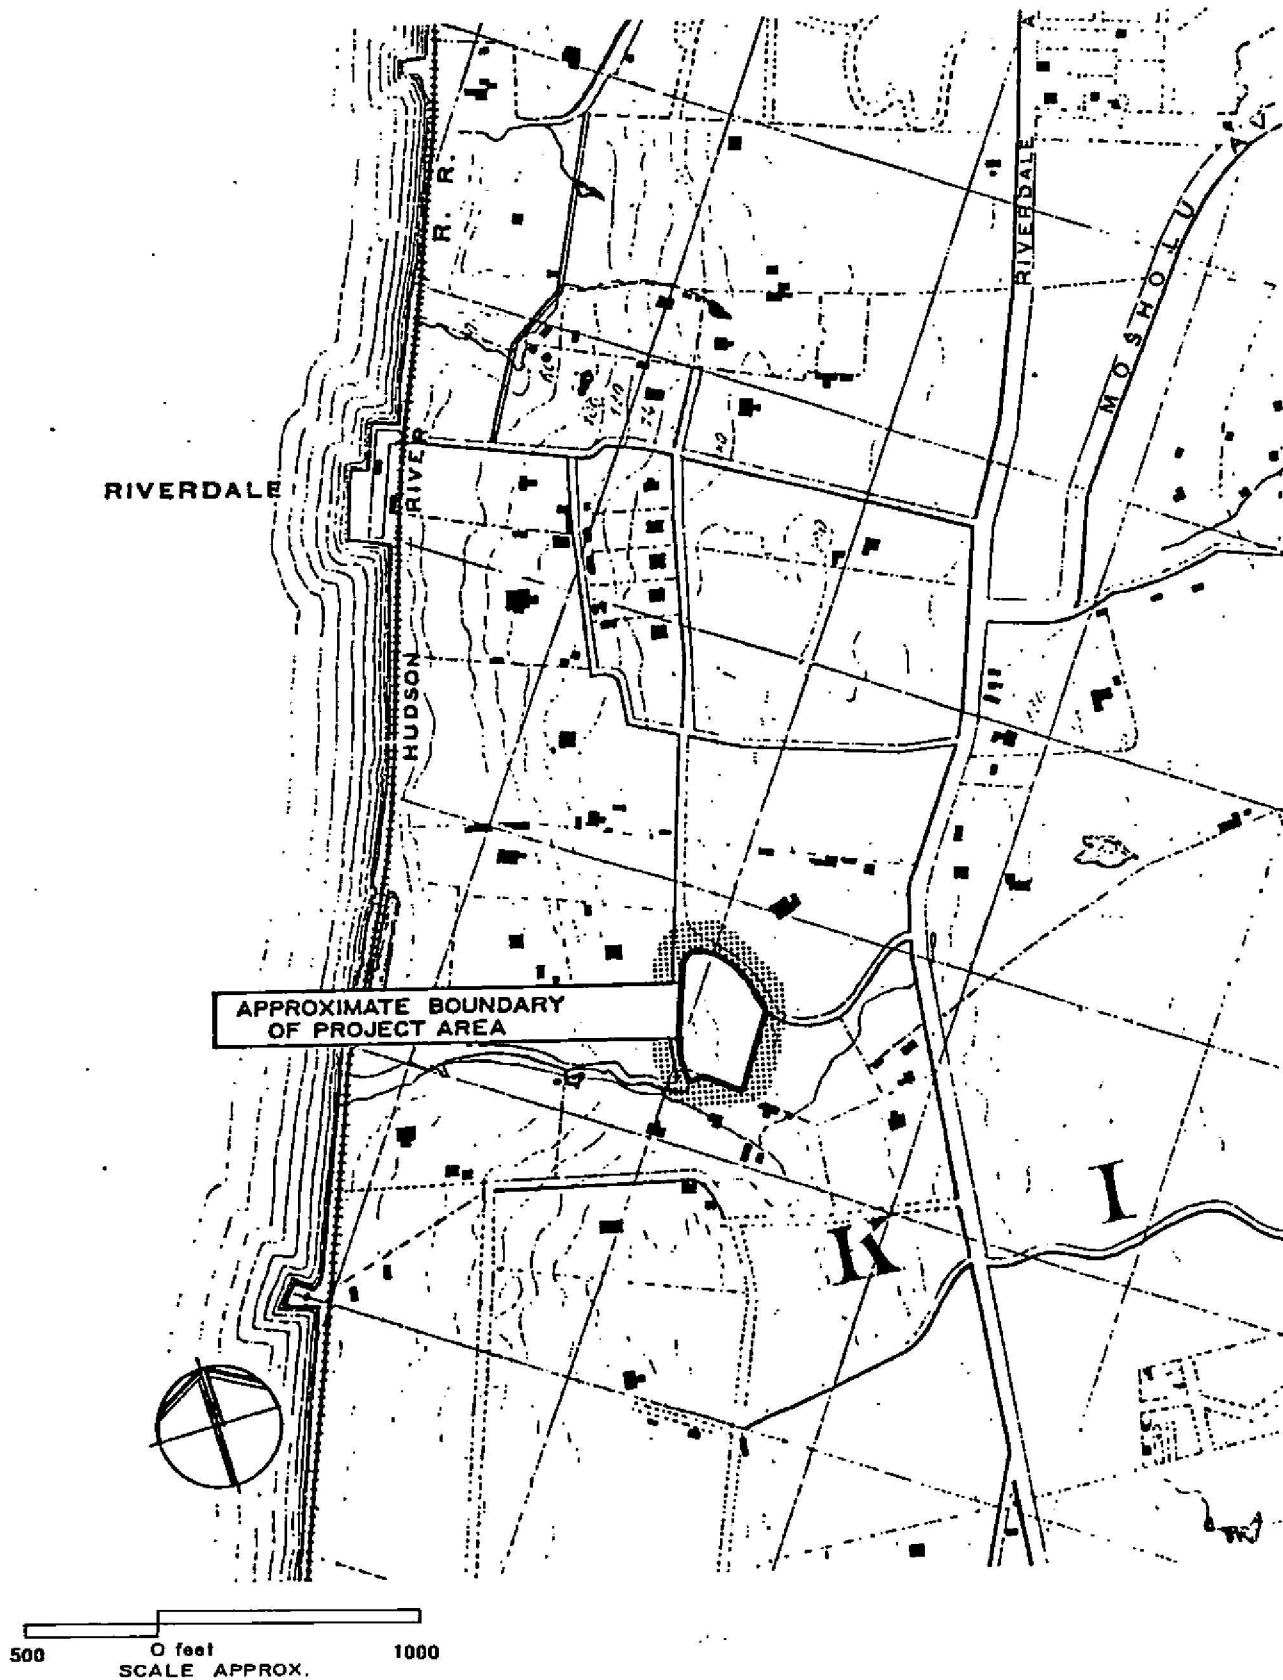 R. R.
RIVERDALE A
MOSHOLU AV
RIVERDALE
HUDSON RIVER
APPROXIMATE BOUNDARY
OF PROJECT AREA
R I
500 0 feet 1000
SCALE APPROX.